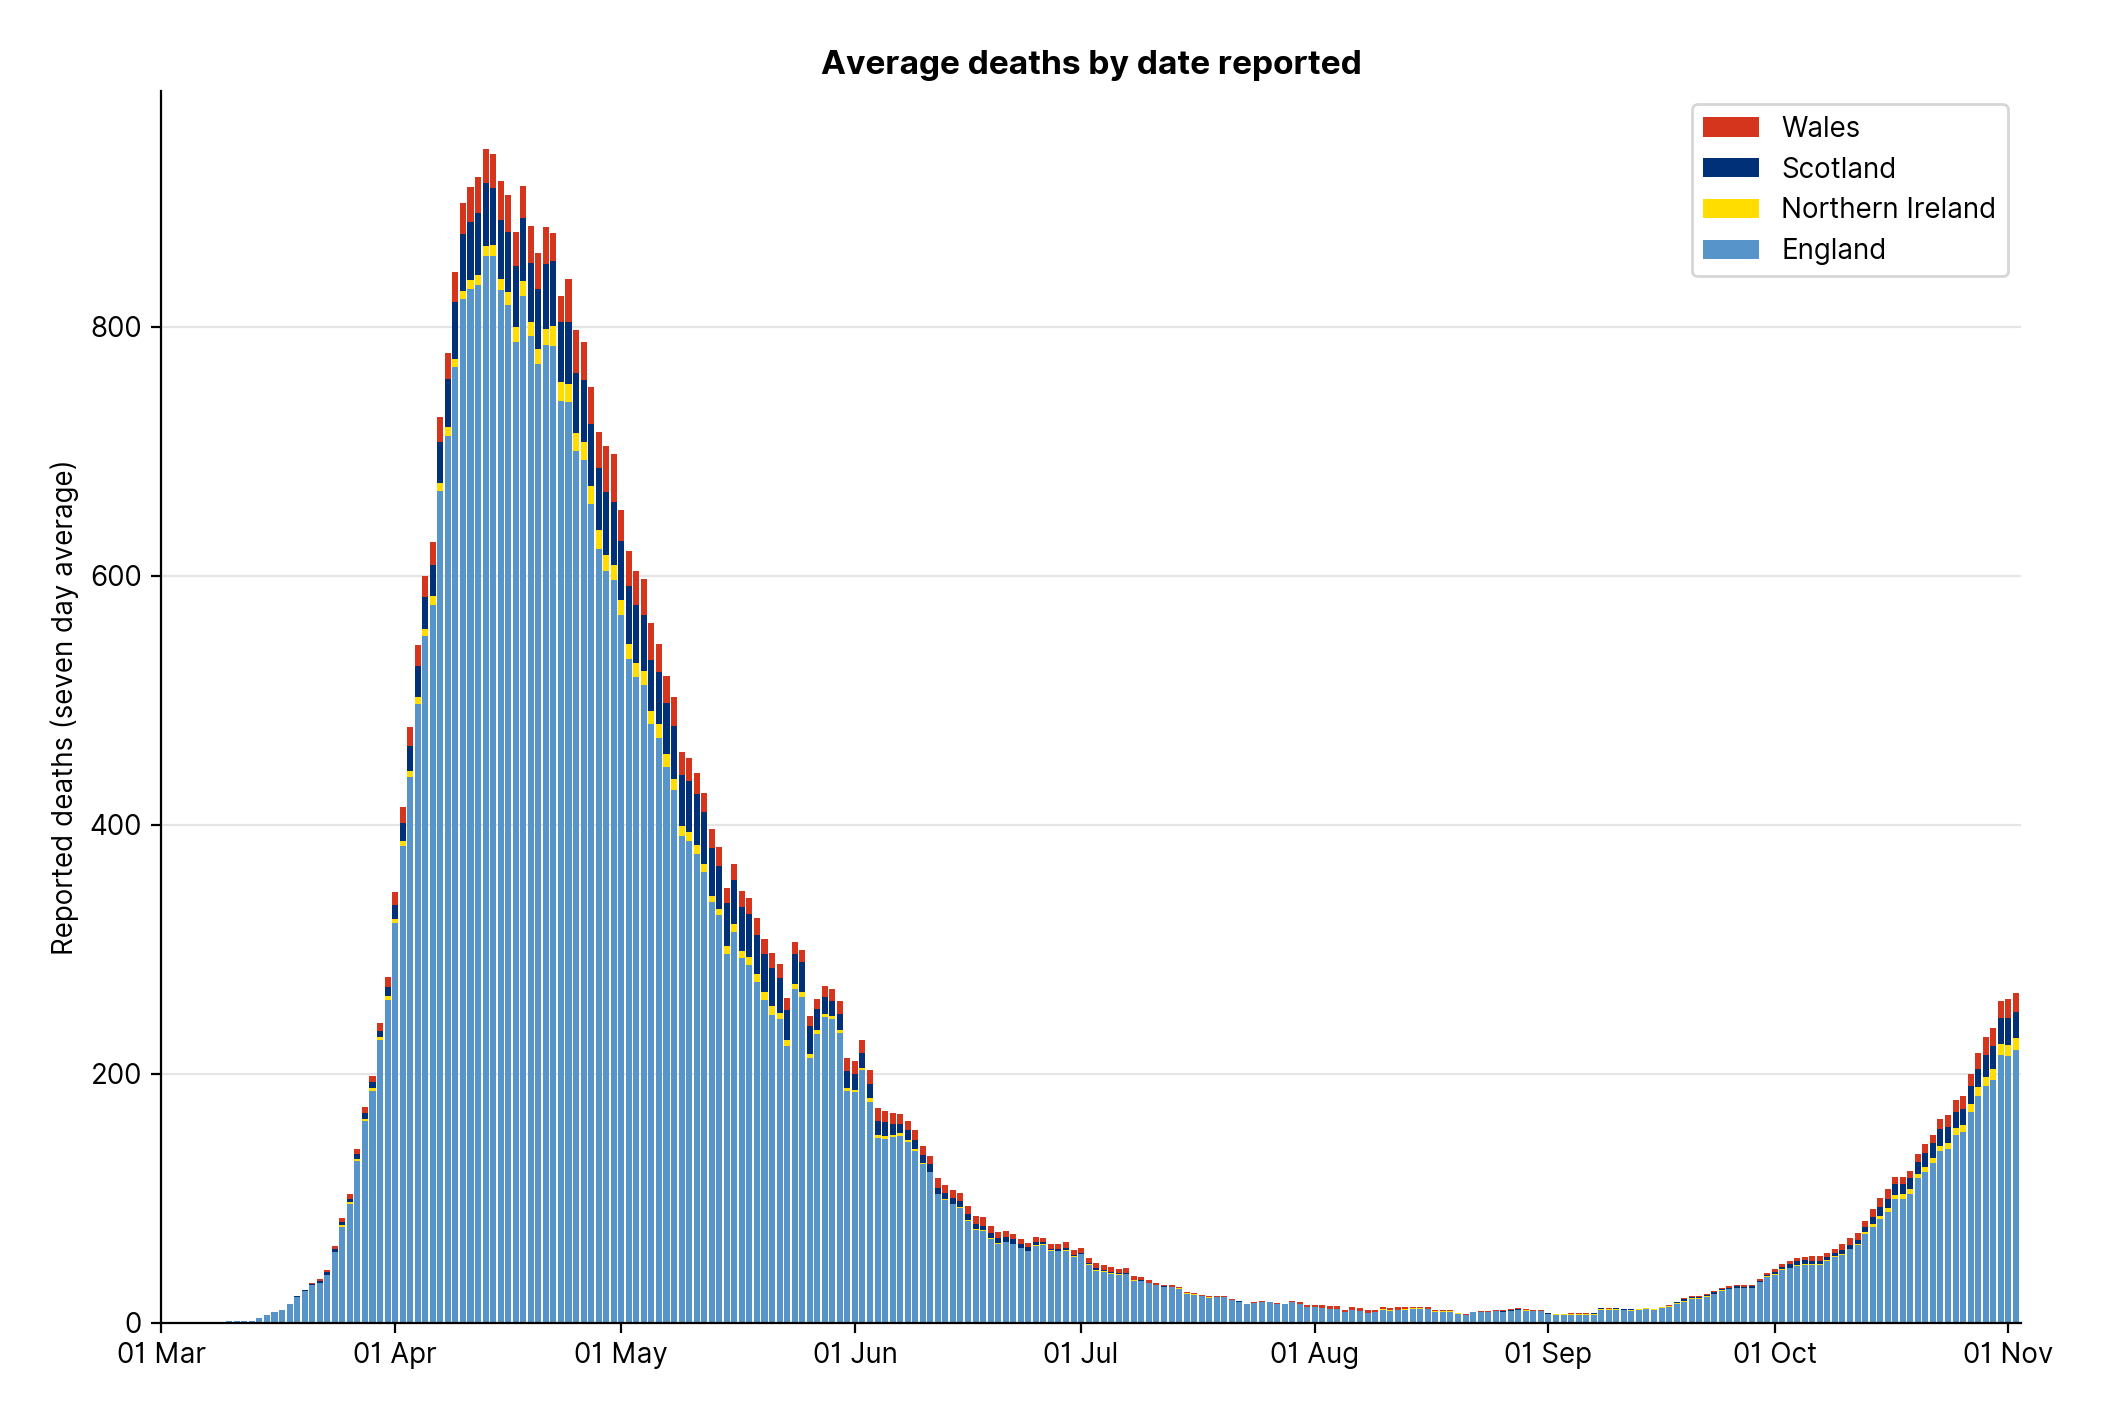 Average deaths by date reported
Wales
Scotland
Northern Ireland
England
Reported deaths (seven day average)
800
600
400
200
0
01 Mar
01 Apr
01 May
01 Jun
01 Jul
01 Aug
01 Sep
01 Oct
01 Nov